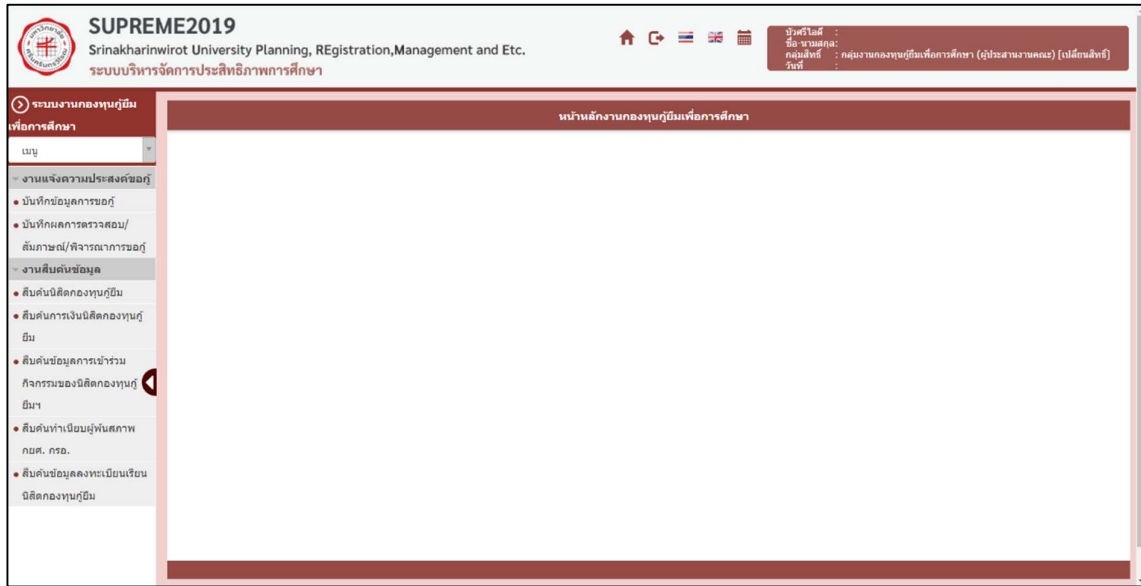 SUPREME2019
Srinakharinwirot University Planning, REgistration,Management and Etc.
ระบบบริหารจัดการประสิทธิภาพการศึกษา
บัวศรีไอดี :
ชื่อ-นามสกุล:
กลุ่มสิทธิ์ : กลุ่มงานกองทุนกู้ยืมเพื่อการศึกษา (ผู้ประสานงานคณะ) [เปลี่ยนสิทธิ์]
วันที่ :
ระบบงานกองทุนกู้ยืม
เพื่อการศึกษา
เมนู
งานแจ้งความประสงค์ขอกู้
บันทึกข้อมูลการขอกู้
บันทึกผลการตรวจสอบ/
สัมภาษณ์/พิจารณาการขอกู้
งานสืบค้นข้อมูล
สืบค้นนิสิตกองทุนกู้ยืม
สืบค้นการเงินนิสิตกองทุนกู้
ยืม
สืบค้นข้อมูลการเข้าร่วม
กิจกรรมของนิสิตกองทุนกู้
ยืมฯ
สืบค้นทำเนียบผู้พ้นสภาพ
กยศ. กรอ.
สืบค้นข้อมูลลงทะเบียนเรียน
นิสิตกองทุนกู้ยืม
หน้าหลักงานกองทุนกู้ยืมเพื่อการศึกษา